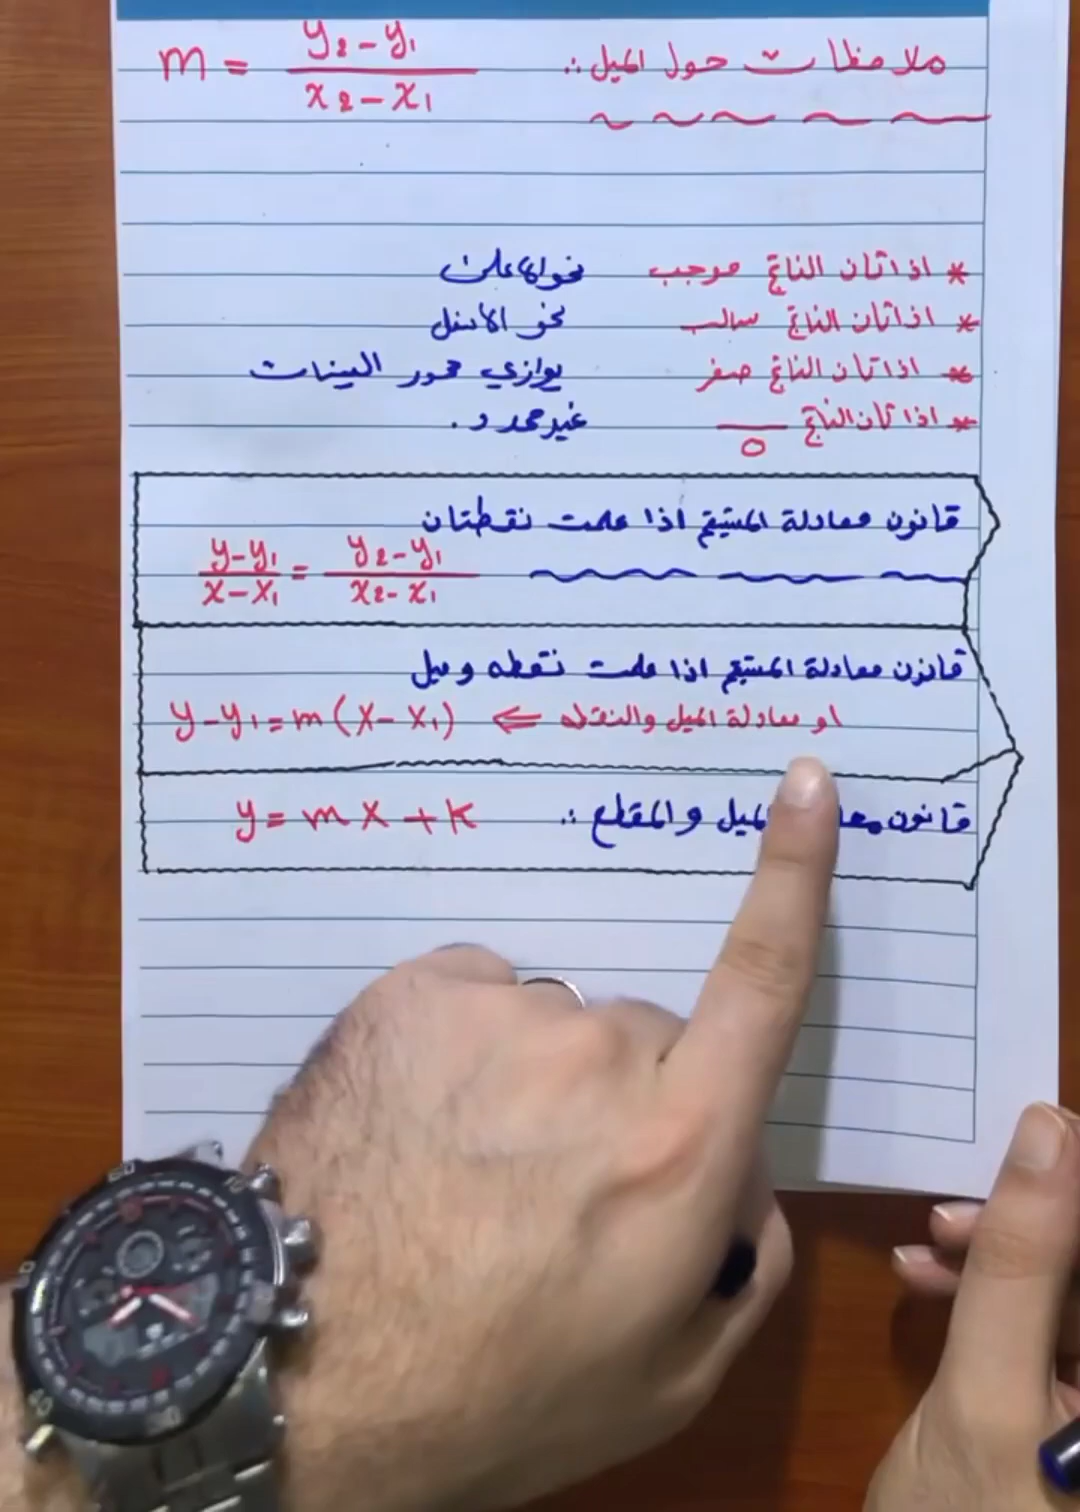 ملاحظات حول الميل :. m = y₂-y₁ / x₂-x₁
* اذا كان الناتج موجب نحو الاعلى
* اذا كان الناتج سالب نحو الاسفل
* اذا كان الناتج صفر يوازي محور السينات
* اذا كان الناتج —/0 غير محدد .
قانون معادلة المستقيم اذا علمت نقطتان
y-y₁ / x-x₁ = y₂-y₁ / x₂-x₁
قانون معادلة المستقيم اذا علمت نقطه وميل
او معادلة الميل والنقطه ⇐ y-y₁=m(x-x₁)
قانون الميل والمقطع :. y = mx+k